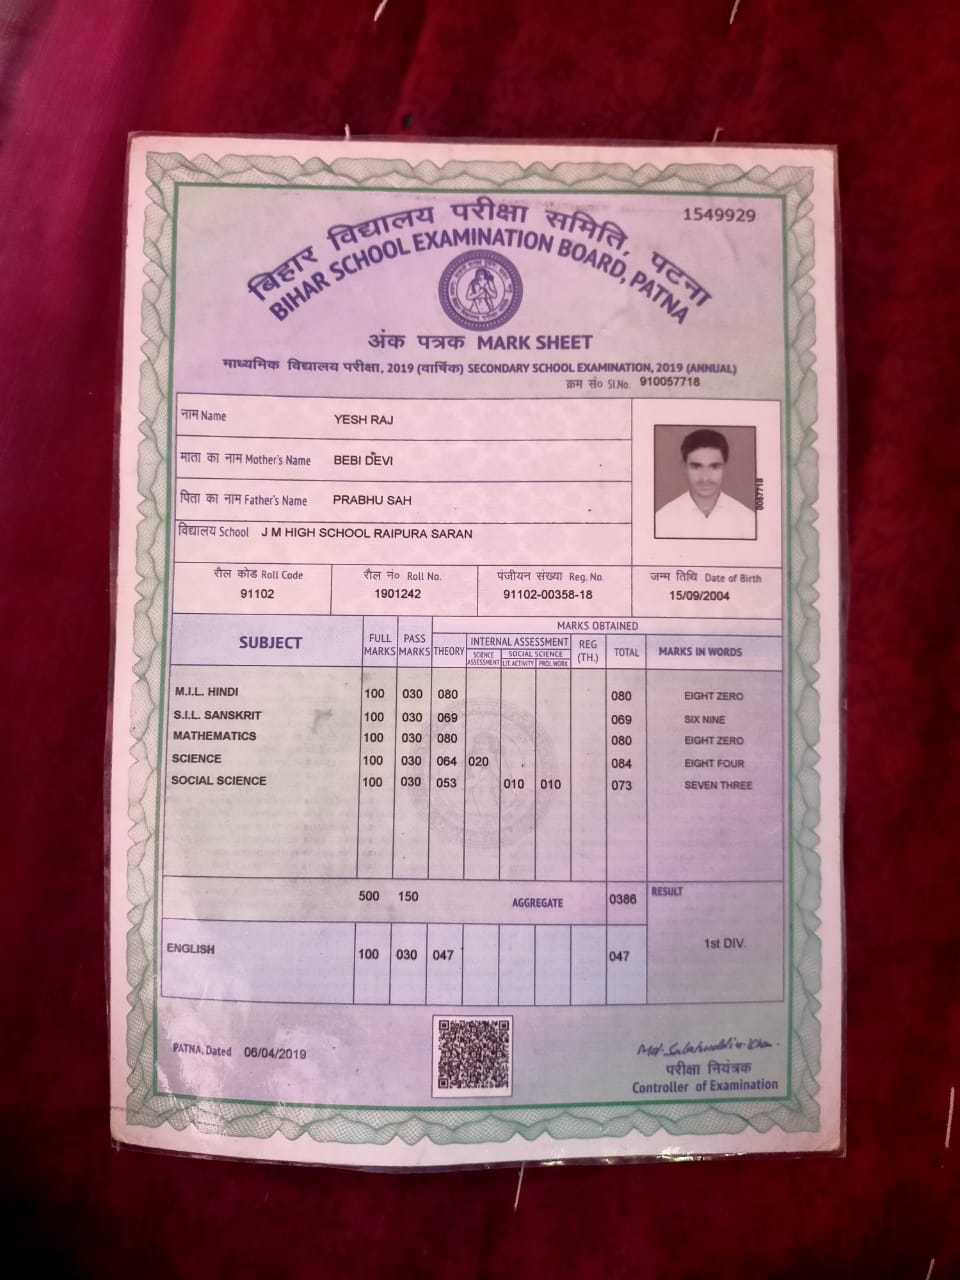 1549929
बिहार विद्यालय परीक्षा समिति, पटना
BIHAR SCHOOL EXAMINATION BOARD, PATNA
अंक पत्रक MARK SHEET
माध्यमिक विद्यालय परीक्षा, 2019 (वार्षिक) SECONDARY SCHOOL EXAMINATION, 2019 (ANNUAL)
क्रम सं० Sl.No. 910057718
नाम Name YESH RAJ
माता का नाम Mother's Name BEBI DEVI
पिता का नाम Father's Name PRABHU SAH
0057718
विद्यालय School J M HIGH SCHOOL RAIPURA SARAN
रौल कोड Roll Code रौल नं० Roll No. पंजीयन संख्या Reg. No. जन्म तिथि Date of Birth
91102 1901242 91102-00358-18 15/09/2004
SUBJECT FULL MARKS PASS MARKS MARKS OBTAINED
THEORY INTERNAL ASSESSMENT REG (TH.) TOTAL MARKS IN WORDS
SCIENCE ASSESSMENT SOCIAL SCIENCE
LIT. ACTIVITY PROJ. WORK
M.I.L. HINDI 100 030 080 080 EIGHT ZERO
S.I.L. SANSKRIT 100 030 069 069 SIX NINE
MATHEMATICS 100 030 080 080 EIGHT ZERO
SCIENCE 100 030 064 020 084 EIGHT FOUR
SOCIAL SCIENCE 100 030 053 010 010 073 SEVEN THREE
500 150 AGGREGATE 0386 RESULT
1st DIV.
ENGLISH 100 030 047 047
PATNA, Dated 06/04/2019
Md. Salahuddin Khan
परीक्षा नियंत्रक
Controller of Examination